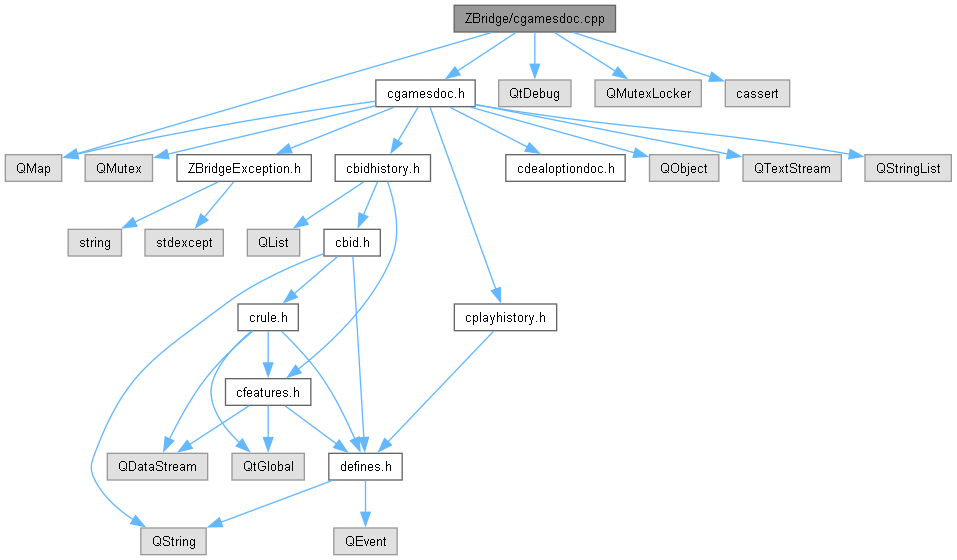 ZBridge/cgamesdoc.cpp
cgamesdoc.h
QtDebug
QMutexLocker
cassert
QMap
QMutex
ZBridgeException.h
cbidhistory.h
cdealoptiondoc.h
QObject
QTextStream
QStringList
string
stdexcept
QList
cbid.h
crule.h
cplayhistory.h
cfeatures.h
QDataStream
QtGlobal
defines.h
QString
QEvent